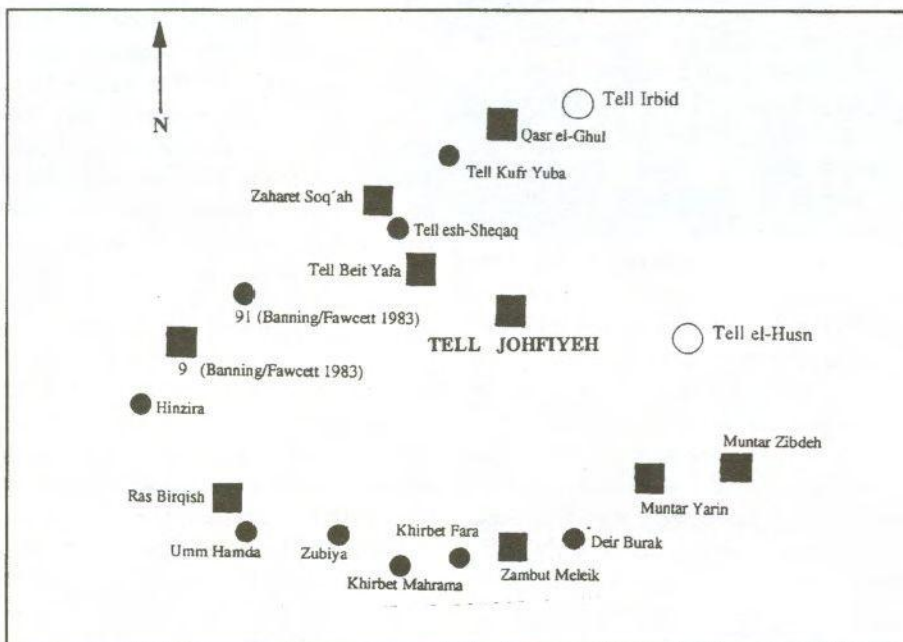 Tell Irbid
N
Qasr el-Ghul
Tell Kufr Yuba
Zaharet Soq´ah
Tell esh-Sheqaq
Tell Beit Yafa
91 (Banning/Fawcett 1983)
TELL JOHFIYEH
Tell el-Husn
9 (Banning/Fawcett 1983)
Hinzira
Muntar Zibdeh
Ras Birqish
Muntar Yarin
Khirbet Fara
Deir Burak
Umm Hamda
Zubiya
Zambut Meleik
Khirbet Mahrama